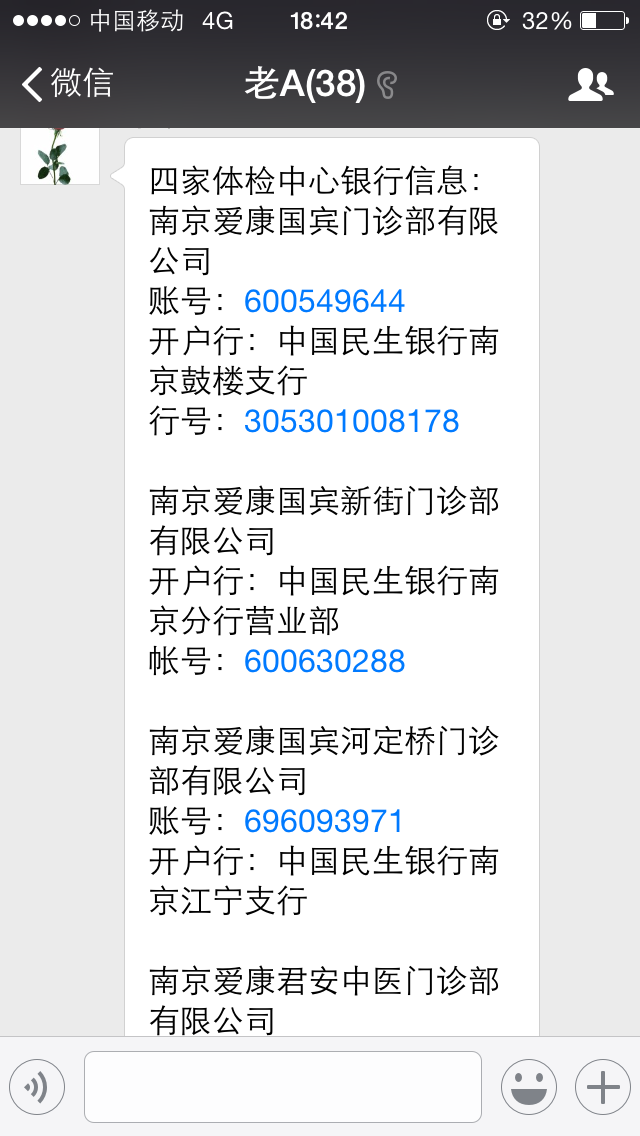 中国移动 4G 18:42 32%
微信 老A(38)
四家体检中心银行信息：
南京爱康国宾门诊部有限
公司
账号：600549644
开户行：中国民生银行南
京鼓楼支行
行号：305301008178
南京爱康国宾新街门诊部
有限公司
开户行：中国民生银行南
京分行营业部
帐号：600630288
南京爱康国宾河定桥门诊
部有限公司
账号：696093971
开户行：中国民生银行南
京江宁支行
南京爱康君安中医门诊部
有限公司